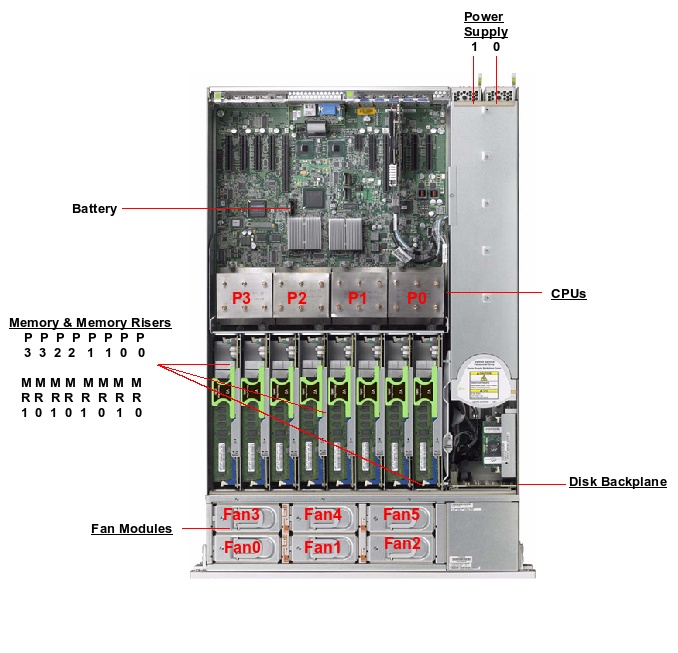 Power
Supply
1 0
Battery
P3 P2 P1 P0
CPUs
Memory & Memory Risers
P P P P P P P P
3 3 2 2 1 1 0 0
M M M M M M M M
R R R R R R R R
1 0 1 0 1 0 1 0
Disk Backplane
Fan3 Fan4 Fan5
Fan Modules
Fan0 Fan1 Fan2